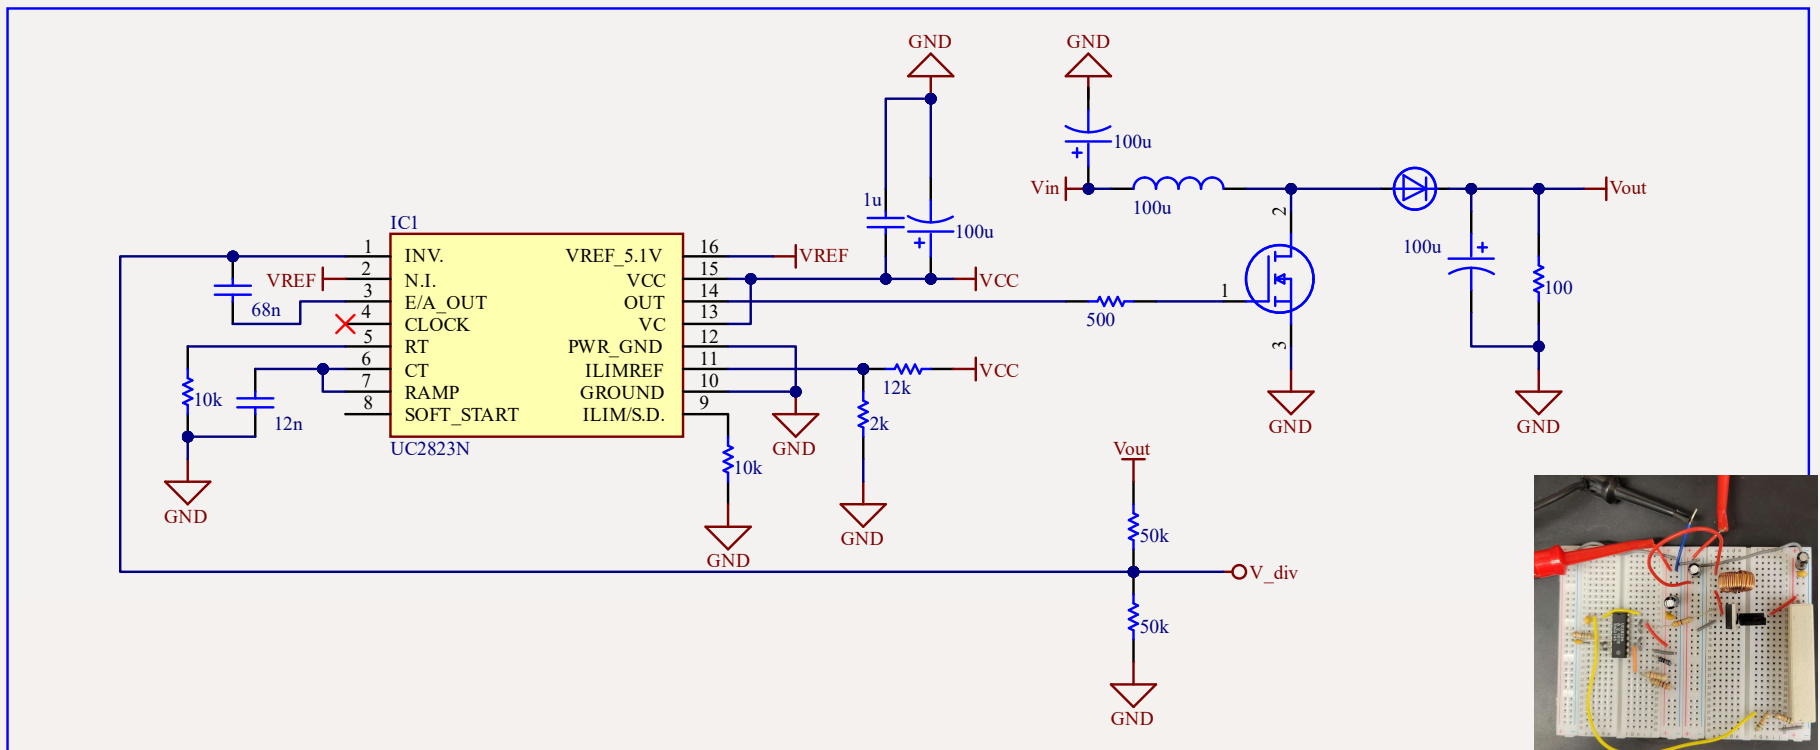 GND
GND
100u
1u
100u
Vin
100u
2
Vout
100u
100
IC1
1 INV. VREF_5.1V 16 VREF
VREF 2 N.I. VCC 15 VCC
3 E/A_OUT OUT 14
68n
4 CLOCK VC 13
500
1
5 RT PWR_GND 12
3
6 CT ILIMREF 11
12k
VCC
7 RAMP GROUND 10
8 SOFT_START ILIM/S.D. 9
10k
12n
2k
GND
GND
GND
UC2823N
GND
10k
Vout
GND
GND
GND
50k
V_div
50k
GND